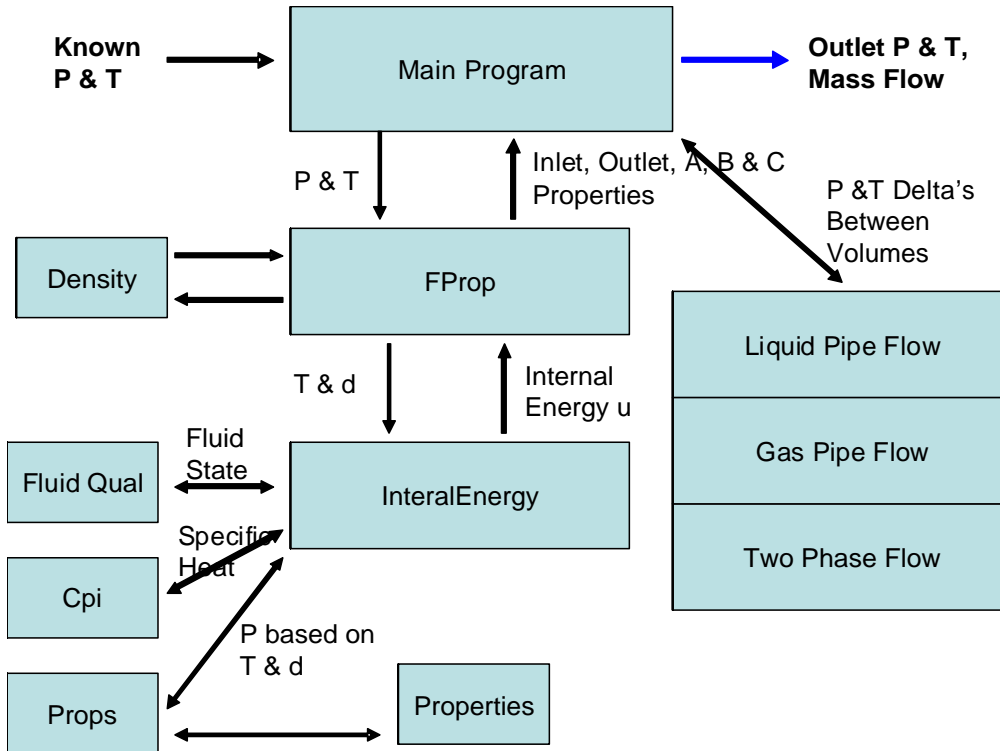 Known
P & T
Main Program
Outlet P & T,
Mass Flow
P & T
Inlet, Outlet, A, B & C
Properties
P &T Delta's
Between
Volumes
Density
FProp
Liquid Pipe Flow
T & d
Internal
Energy u
Fluid
State
Fluid Qual
InteralEnergy
Gas Pipe Flow
Specific
Heat
Cpi
Two Phase Flow
P based on
T & d
Props
Properties